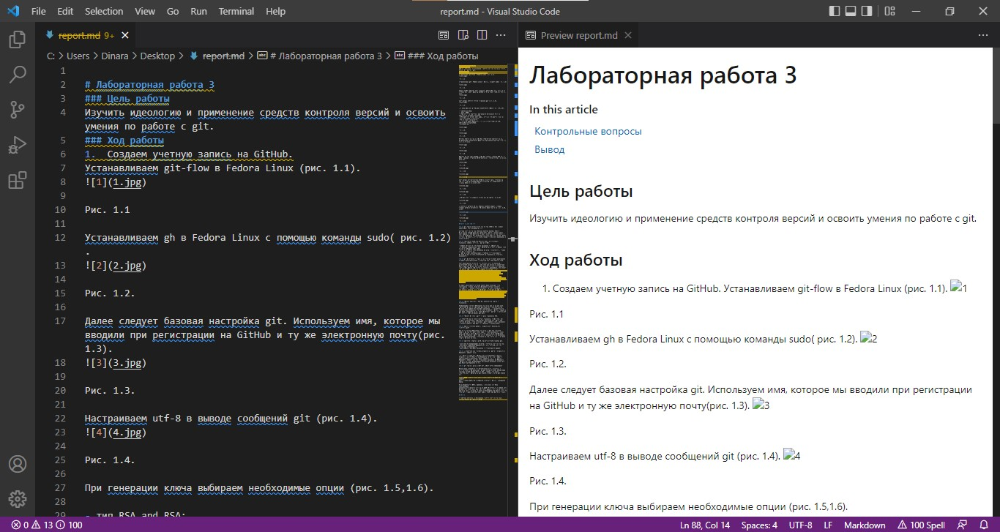 File Edit Selection View Go Run Terminal Help
report.md - Visual Studio Code
report.md 9+
C: > Users > Dinara > Desktop > report.md > # Лабораторная работа 3 > ### Ход работы
1
2 # Лабораторная работа 3
3 ### Цель работы
4 Изучить идеологию и применение средств контроля версий и освоить
умения по работе с git.
5 ### Ход работы
6 1. Создаем учетную запись на GitHub.
7 Устанавливаем git-flow в Fedora Linux (рис. 1.1).
8 ![1](1.jpg)
9
10 Рис. 1.1
11
12 Устанавливаем gh в Fedora Linux с помощью команды sudo( рис. 1.2)
.
13 ![2](2.jpg)
14
15 Рис. 1.2.
16
17 Далее следует базовая настройка git. Используем имя, которое мы
вводили при регистрации на GitHub и ту же электронную почту(рис.
1.3).
18 ![3](3.jpg)
19
20 Рис. 1.3.
21
22 Настраиваем utf-8 в выводе сообщений git (рис. 1.4).
23 ![4](4.jpg)
24
25 Рис. 1.4.
26
27 При генерации ключа выбираем необходимые опции (рис. 1.5,1.6).
28
29 - тип RSA and RSA;
Preview report.md
Лабораторная работа 3
In this article
Контрольные вопросы
Вывод
Цель работы
Изучить идеологию и применение средств контроля версий и освоить умения по работе с git.
Ход работы
1. Создаем учетную запись на GitHub. Устанавливаем git-flow в Fedora Linux (рис. 1.1). 1
Рис. 1.1
Устанавливаем gh в Fedora Linux с помощью команды sudo( рис. 1.2). 2
Рис. 1.2.
Далее следует базовая настройка git. Используем имя, которое мы вводили при регистрации
на GitHub и ту же электронную почту(рис. 1.3). 3
Рис. 1.3.
Настраиваем utf-8 в выводе сообщений git (рис. 1.4). 4
Рис. 1.4.
При генерации ключа выбираем необходимые опции (рис. 1.5,1.6).
0 13 100
Ln 88, Col 14 Spaces: 4 UTF-8 LF Markdown 100 Spell